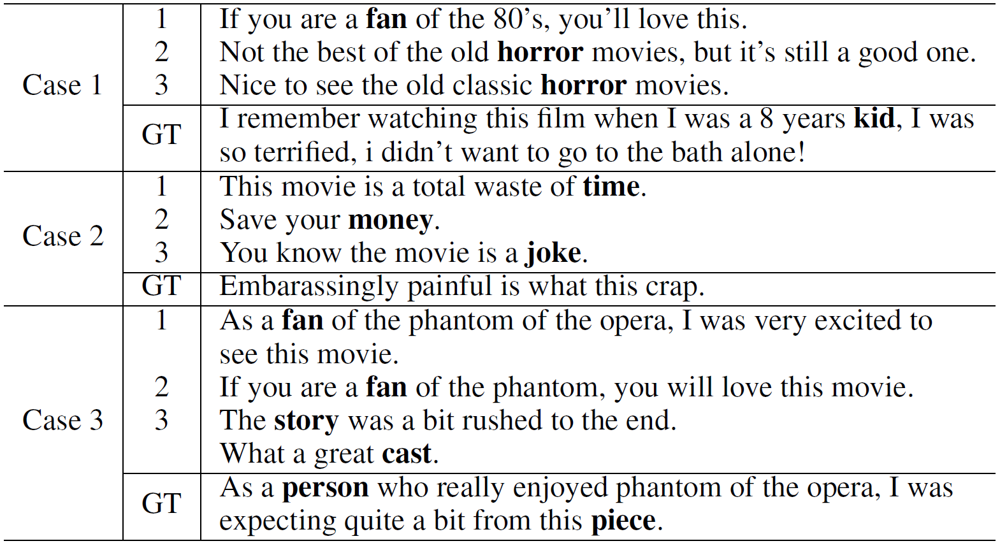 Case 1
1 If you are a fan of the 80's, you'll love this.
2 Not the best of the old horror movies, but it's still a good one.
3 Nice to see the old classic horror movies.
GT I remember watching this film when I was a 8 years kid, I was
so terrified, i didn't want to go to the bath alone!
Case 2
1 This movie is a total waste of time.
2 Save your money.
3 You know the movie is a joke.
GT Embarassingly painful is what this crap.
Case 3
1 As a fan of the phantom of the opera, I was very excited to
see this movie.
2 If you are a fan of the phantom, you will love this movie.
3 The story was a bit rushed to the end.
What a great cast.
GT As a person who really enjoyed phantom of the opera, I was
expecting quite a bit from this piece.